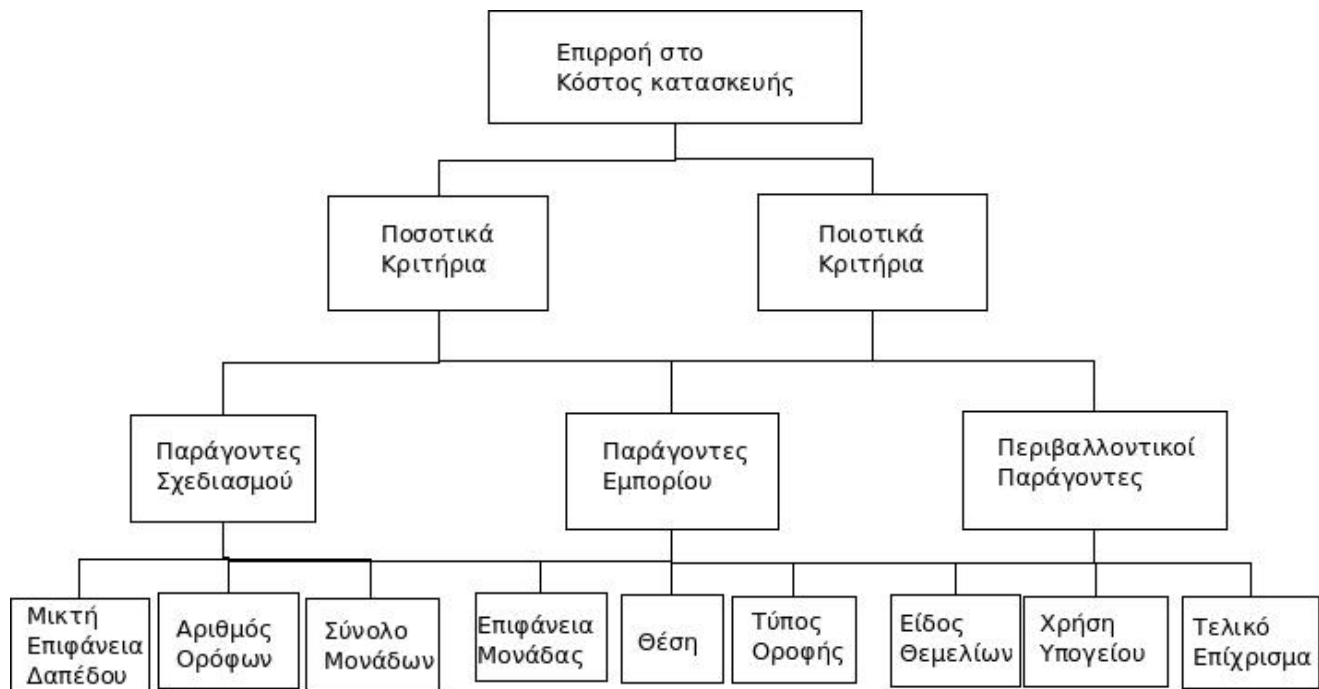 Επιρροή στο
Κόστος κατασκευής
Ποσοτικά
Κριτήρια
Ποιοτικά
Κριτήρια
Παράγοντες
Σχεδιασμού
Παράγοντες
Εμπορίου
Περιβαλλοντικοί
Παράγοντες
Μικτή
Επιφάνεια
Δαπέδου
Αριθμός
Ορόφων
Σύνολο
Μονάδων
Επιφάνεια
Μονάδας
Θέση
Τύπος
Οροφής
Είδος
Θεμελίων
Χρήση
Υπογείου
Τελικό
Επίχρισμα